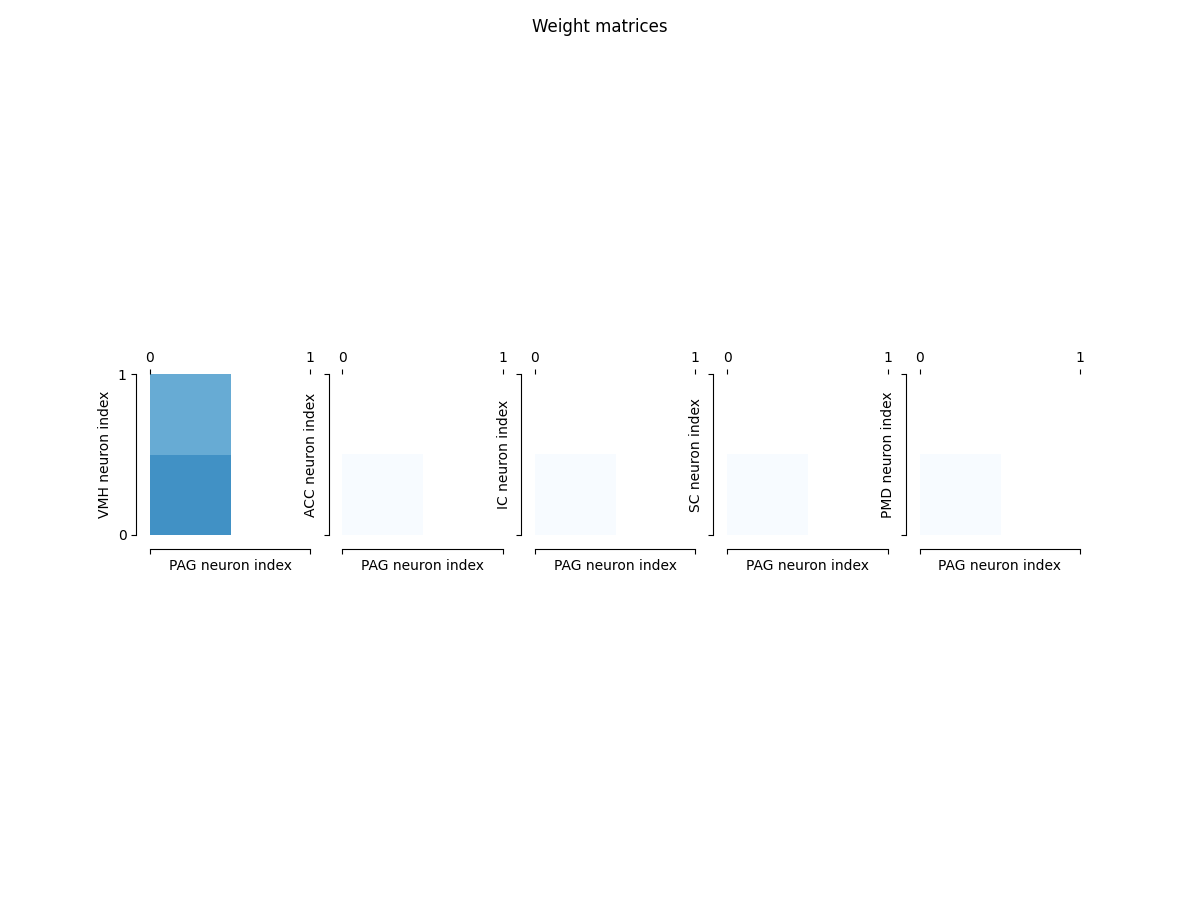 Weight matrices
0 1 0 1 0 1 0 1 0 1
1
VMH neuron index
ACC neuron index
IC neuron index
SC neuron index
PMD neuron index
0
PAG neuron index PAG neuron index PAG neuron index PAG neuron index PAG neuron index